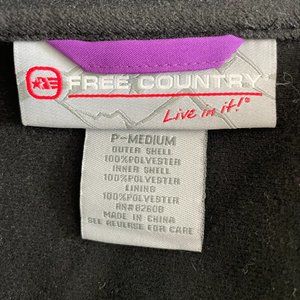 FREE COUNTRY
Live in it!®
P-MEDIUM
OUTER SHELL
100%POLYESTER
INNER SHELL
100%POLYESTER
LINING
100%POLYESTER
RN#82608
MADE IN CHINA
SEE REVERSE FOR CARE